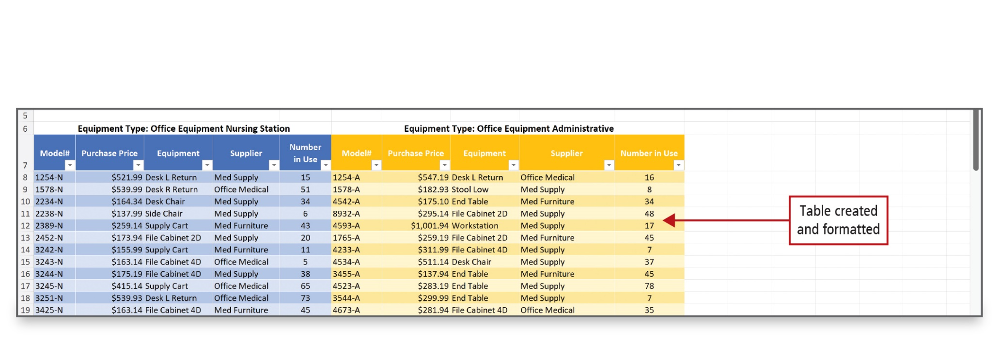 5
6 Equipment Type: Office Equipment Nursing Station Equipment Type: Office Equipment Administrative
7 Model# Purchase Price Equipment Supplier Number in Use Model# Purchase Price Equipment Supplier Number in Use
8 1254-N $521.99 Desk L Return Med Supply 15 1254-A $547.19 Desk L Return Office Medical 16
9 1578-N $539.99 Desk R Return Office Medical 51 1578-A $182.93 Stool Low Med Supply 8
10 2234-N $164.34 Desk Chair Med Supply 34 4542-A $175.10 End Table Med Furniture 34
11 2238-N $137.99 Side Chair Med Supply 6 8932-A $295.14 File Cabinet 2D Med Supply 48
12 2389-N $259.14 Supply Cart Med Furniture 43 4593-A $1,001.94 Workstation Med Supply 17
13 2452-N $173.94 File Cabinet 2D Med Supply 20 1765-A $259.19 File Cabinet 2D Med Furniture 45
14 3242-N $155.99 Supply Cart Med Furniture 11 4233-A $311.99 File Cabinet 4D Med Supply 7
15 3243-N $163.14 File Cabinet 4D Office Medical 5 4534-A $511.14 Desk Chair Med Supply 37
16 3244-N $175.19 File Cabinet 4D Med Supply 38 3455-A $137.94 End Table Med Furniture 45
17 3245-N $415.14 Supply Cart Office Medical 65 4523-A $283.19 End Table Med Supply 78
18 3251-N $539.93 Desk L Return Office Medical 73 3544-A $299.99 End Table Med Supply 7
19 3425-N $163.14 File Cabinet 4D Med Furniture 45 4673-A $281.94 File Cabinet 4D Office Medical 35
Table created
and formatted